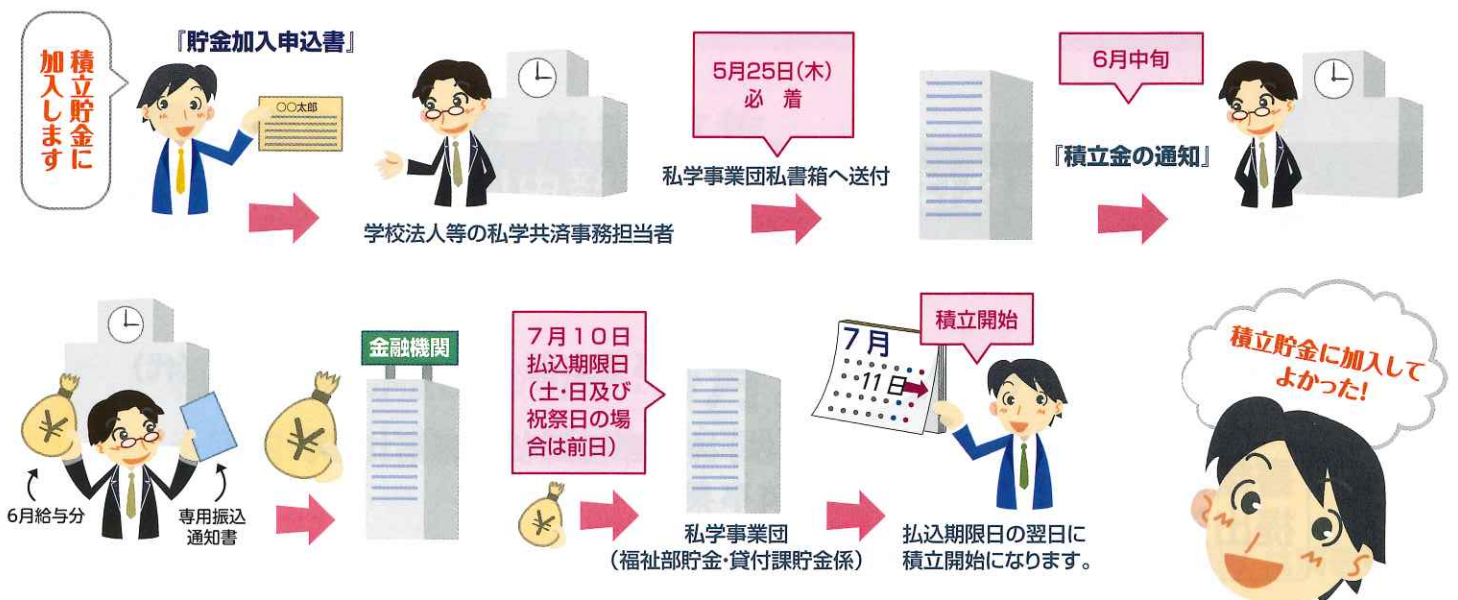 積立貯金に
加入します
『貯金加入申込書』
○○太郎
学校法人等の私学共済事務担当者
5月25日(木)
必 着
私学事業団私書箱へ送付
6月中旬
『積立金の通知』
6月給与分
専用振込
通知書
金融機関
7月10日
払込期限日
(土・日及び
祝祭日の場
合は前日)
私学事業団
(福祉部貯金・貸付課貯金係)
7月
11日
積立開始
払込期限日の翌日に
積立開始になります。
積立貯金に加入して
よかった!